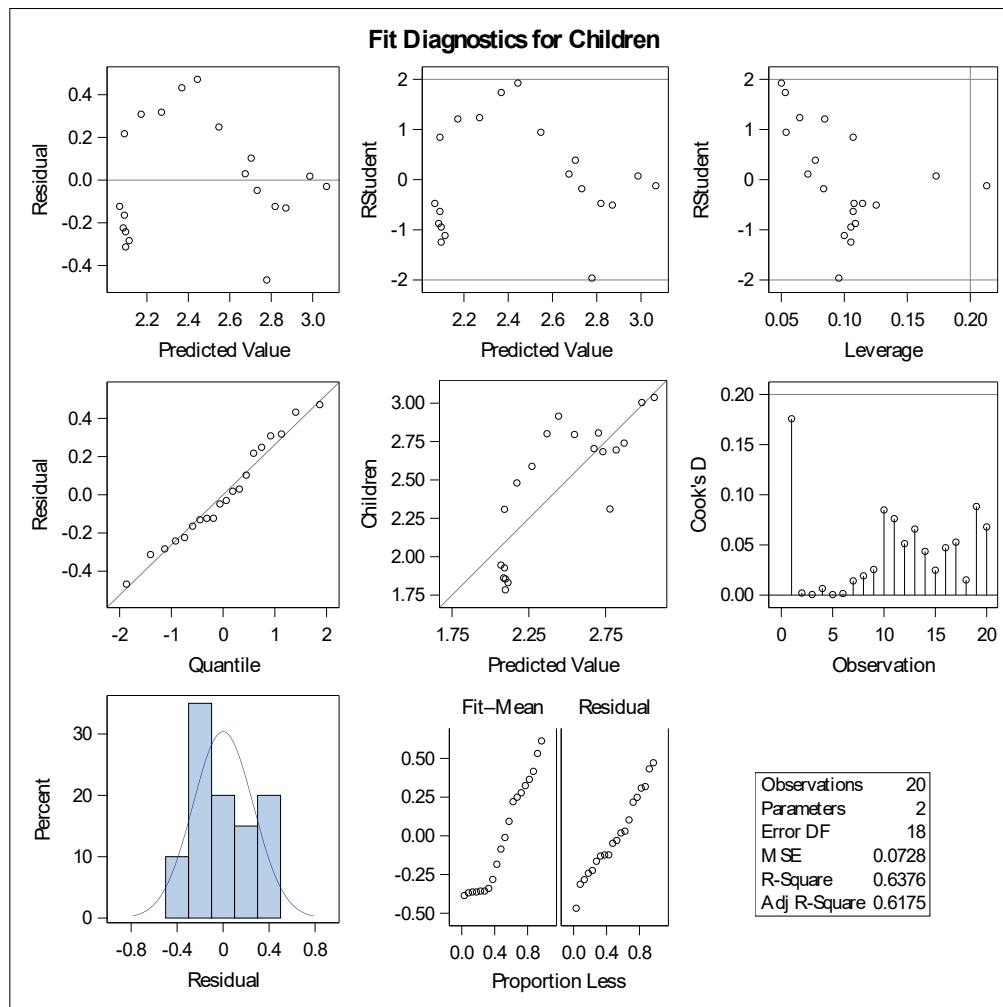 Fit Diagnostics for Children
Residual
0.4
0.2
0.0
-0.2
-0.4
2.2 2.4 2.6 2.8 3.0
Predicted Value
RStudent
2
1
0
-1
-2
2.2 2.4 2.6 2.8 3.0
Predicted Value
RStudent
2
1
0
-1
-2
0.05 0.10 0.15 0.20
Leverage
Residual
0.4
0.2
0.0
-0.2
-0.4
-2 -1 0 1 2
Quantile
Children
3.00
2.75
2.50
2.25
2.00
1.75
1.75 2.25 2.75
Predicted Value
Cook's D
0.20
0.15
0.10
0.05
0.00
0 5 10 15 20
Observation
Percent
30
20
10
0
-0.8 -0.4 0 0.4 0.8
Residual
Fit–Mean Residual
0.50
0.25
0.00
-0.25
-0.50
0.0 0.4 0.8 0.0 0.4 0.8
Proportion Less
Observations 20
Parameters 2
Error DF 18
MSE 0.0728
R-Square 0.6376
Adj R-Square 0.6175